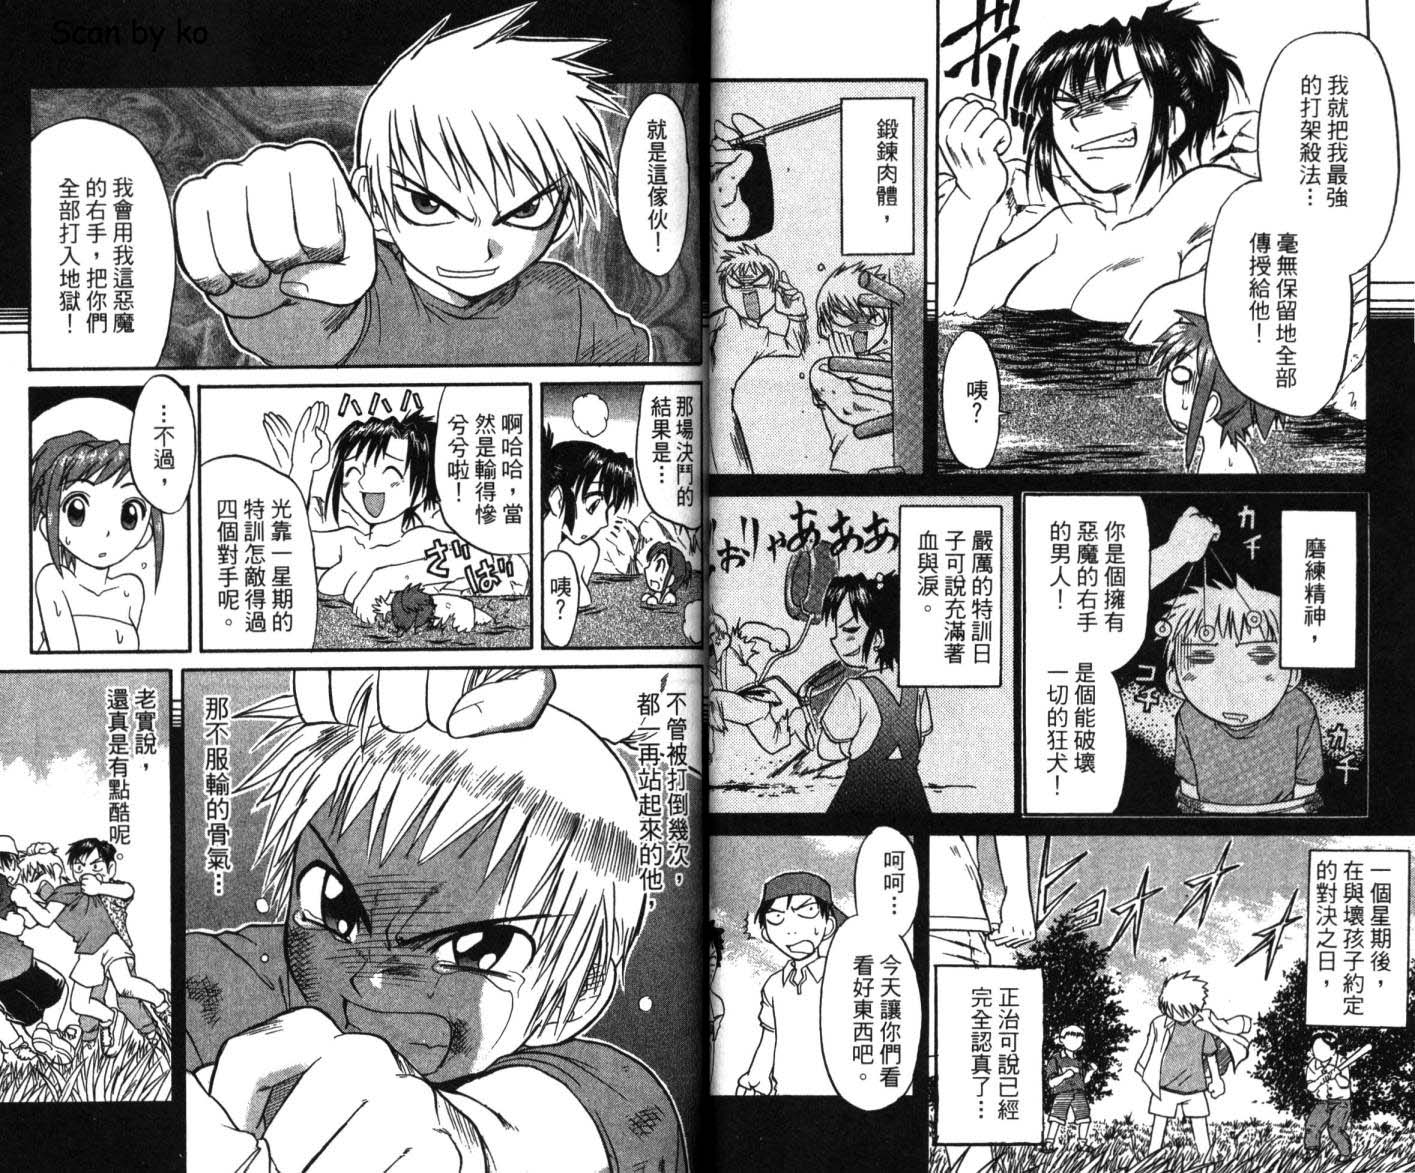 Scan by ko
我就把我最強
的打架殺法…
毫無保留地全部
傳授給他！
咦？
鍛鍊肉體，
磨練精神，
カチ
カチ
コチ
你是個擁有
惡魔的右手
的男人！
是個能破壞
一切的狂犬！
嚴厲的特訓日
子可說充滿著
血與淚。
おりゃあああ
一個星期後，
在與壞孩子約定
的對決之日，
オオオオ
正治可說已經
完全認真了…
呵呵…
今天讓你們看
看好東西吧。
就是這傢伙！
我會用我這惡魔
的右手，把你們
全部打入地獄！
那場決鬥的
結果是…
咦？
ハハハハ
啊哈哈，當
然是輸得慘
兮兮啦！
ざばっ
光靠一星期的
特訓怎敵得過
四個對手呢。
…不過，
不管被打倒幾次，
都一再站起來的他，
那不服輸的骨氣…
老實說，
還真是有點酷呢。